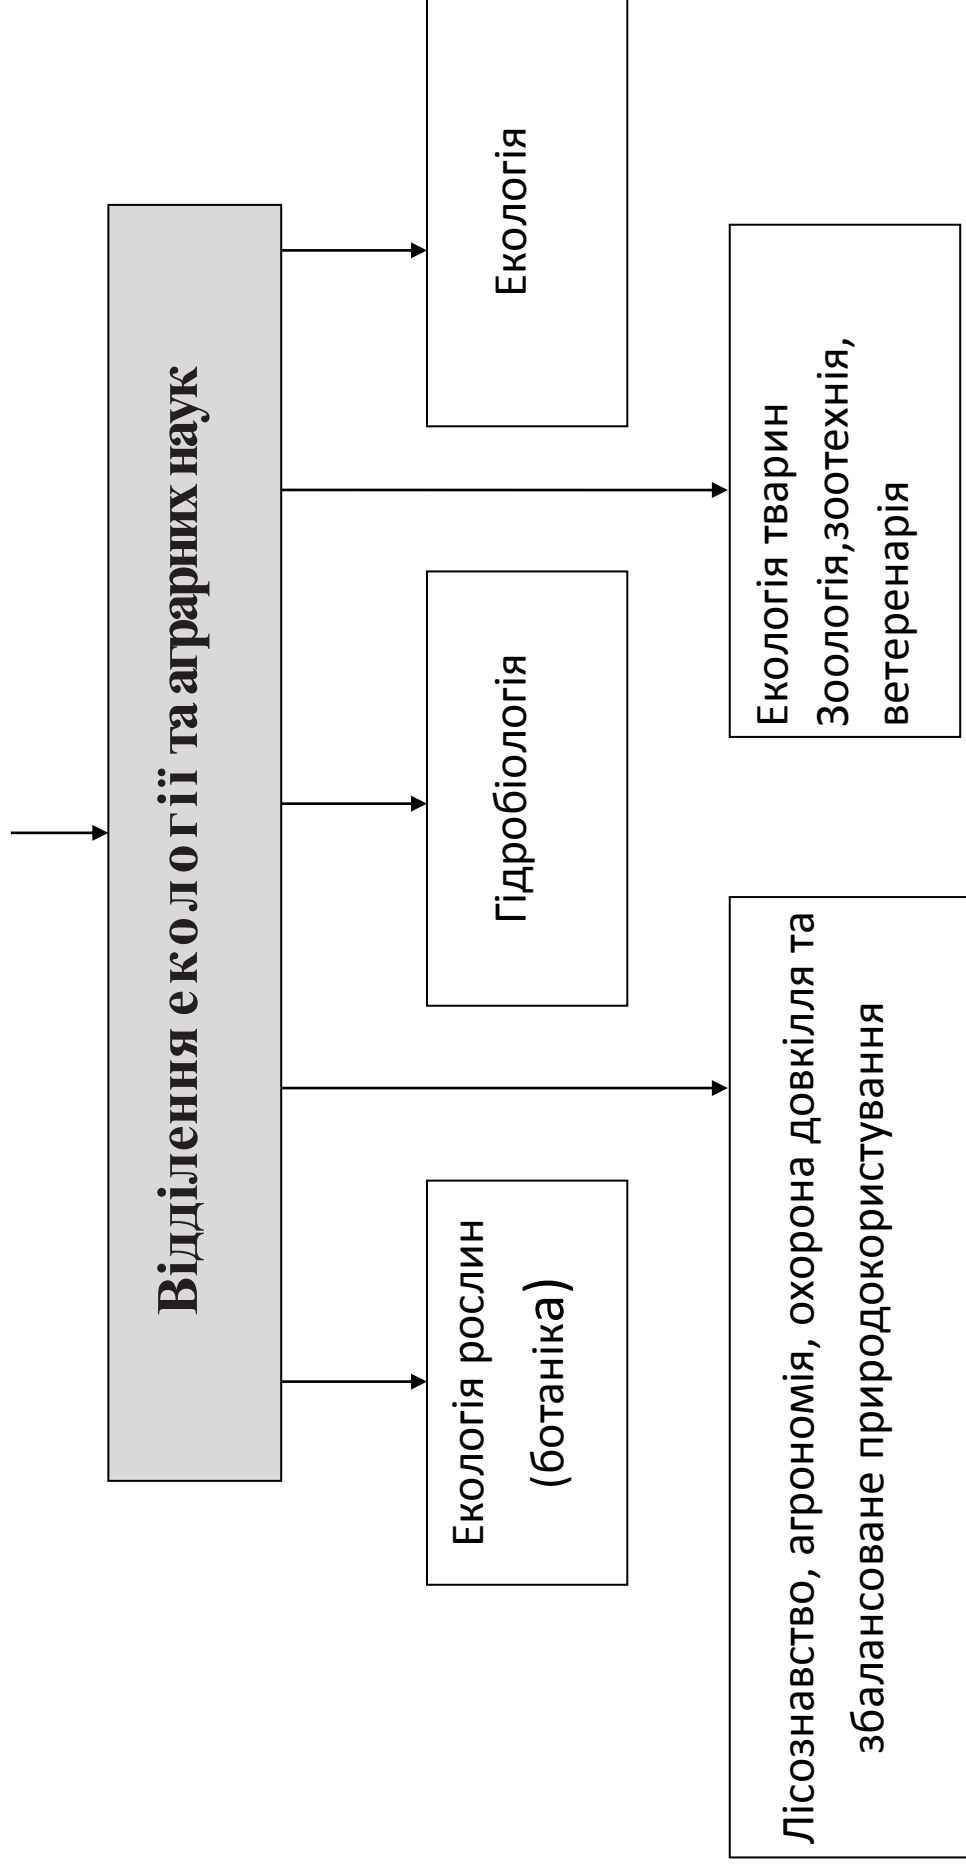 Відділення екології та аграрних наук
Екологія рослин
(ботаніка)
Гідробіологія
Екологія
Лісознавство, агрономія, охорона довкілля та
збалансоване природокористування
Екологія тварин
Зоологія,зоотехнія,
ветеренарія